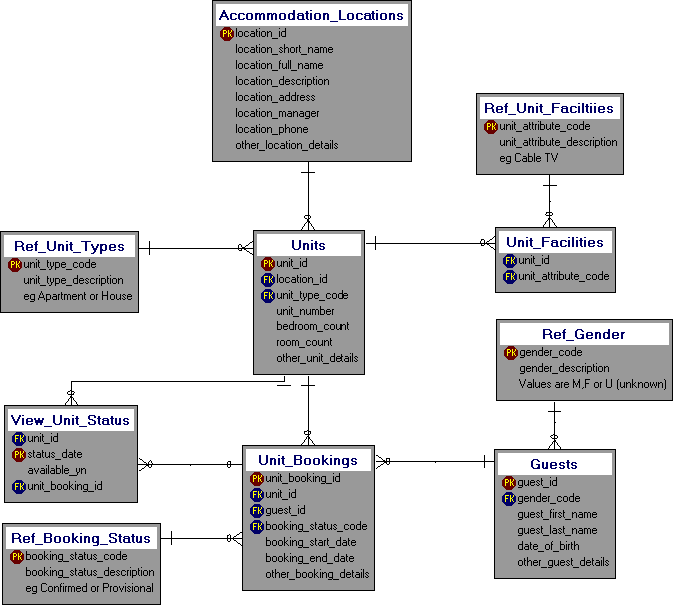 Accommodation_Locations
PK location_id
location_short_name
location_full_name
location_description
location_address
location_manager
location_phone
other_location_details
Ref_Unit_Faciltiies
PK unit_attribute_code
unit_attribute_description
eg Cable TV
Ref_Unit_Types
PK unit_type_code
unit_type_description
eg Apartment or House
Units
PK unit_id
FK location_id
FK unit_type_code
unit_number
bedroom_count
room_count
other_unit_details
Unit_Facilities
FK unit_id
FK unit_attribute_code
Ref_Gender
PK gender_code
gender_description
Values are M,F or U (unknown)
View_Unit_Status
FK unit_id
PK status_date
available_yn
FK unit_booking_id
Unit_Bookings
PK unit_booking_id
FK unit_id
FK guest_id
FK booking_status_code
booking_start_date
booking_end_date
other_booking_details
Guests
PK guest_id
FK gender_code
guest_first_name
guest_last_name
date_of_birth
other_guest_details
Ref_Booking_Status
PK booking_status_code
booking_status_description
eg Confirmed or Provisional